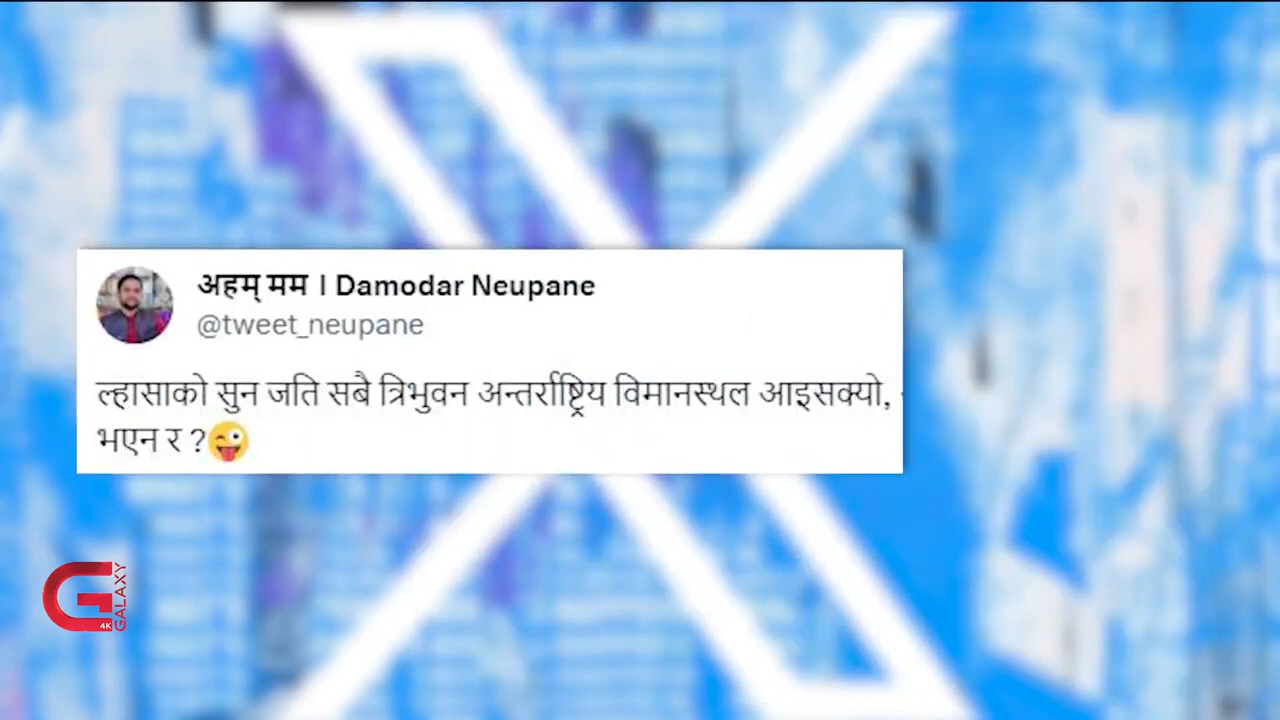 अहम् मम । Damodar Neupane
@tweet_neupane
ल्हासाको सुन जति सबै त्रिभुवन अन्तर्राष्ट्रिय विमानस्थल आइसक्यो,
भएन र ?😜
4K GALAXY